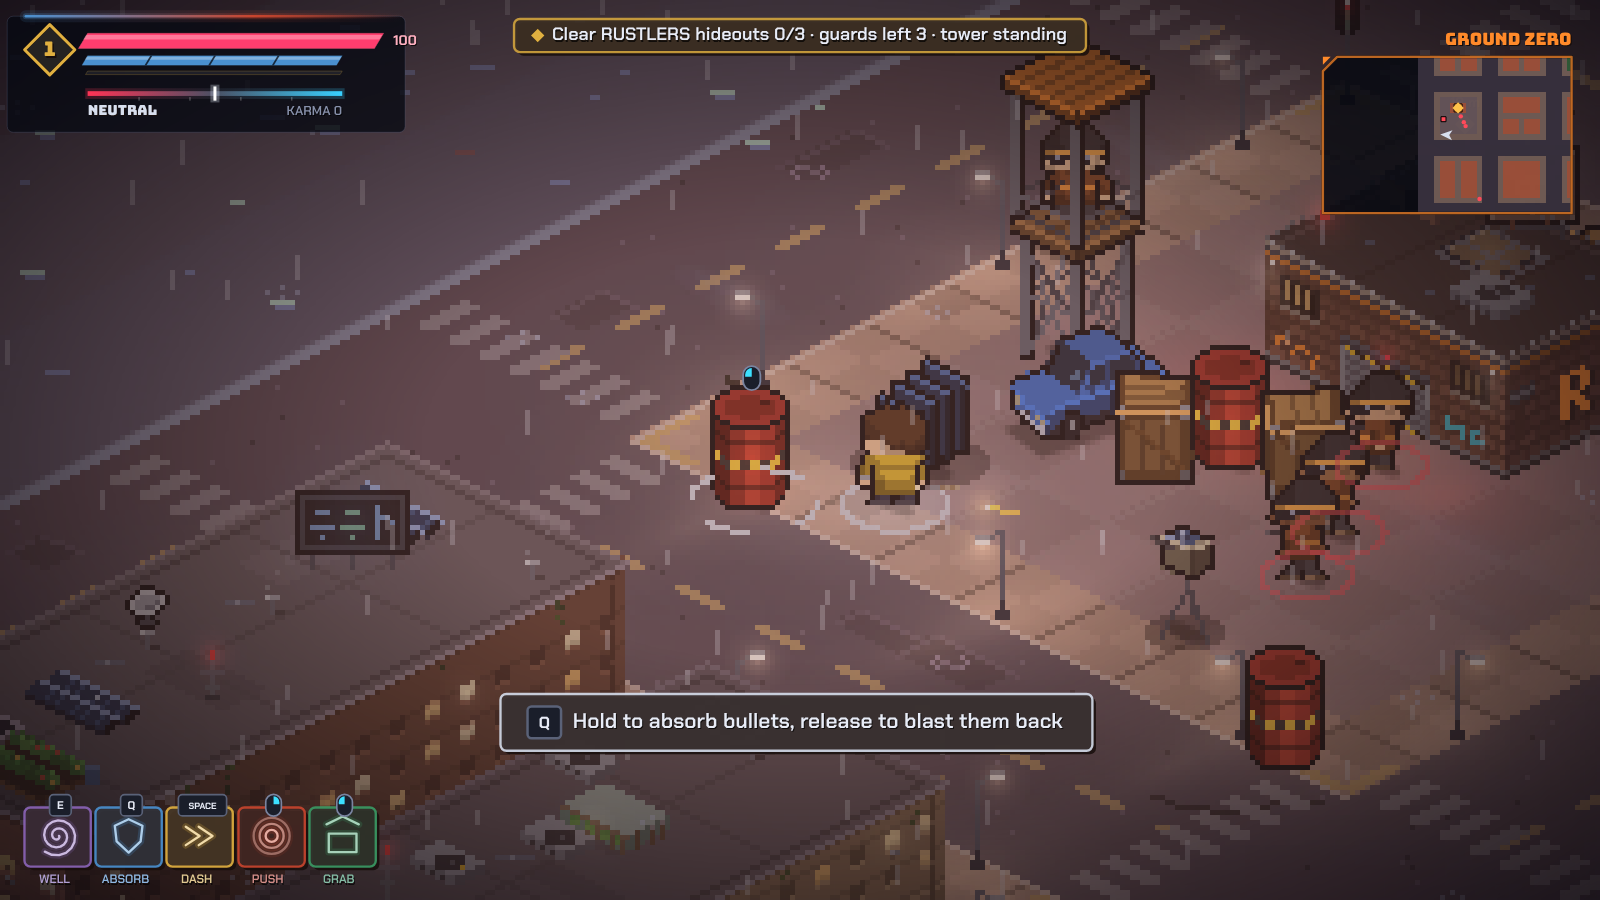 1
100
NEUTRAL
KARMA 0
Clear RUSTLERS hideouts 0/3 · guards left 3 · tower standing
GROUND ZERO
R
Q Hold to absorb bullets, release to blast them back
E
Q
SPACE
WELL
ABSORB
DASH
PUSH
GRAB